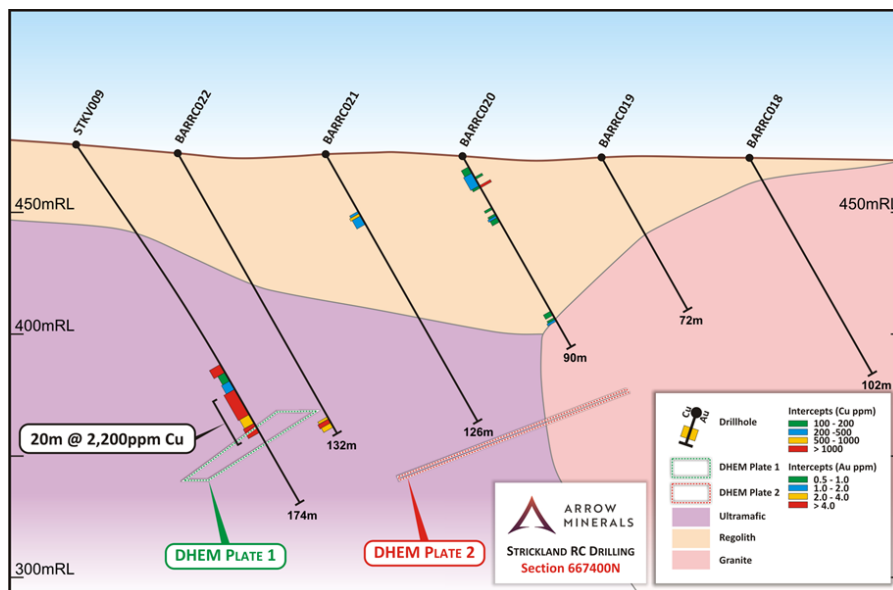 STKV009
BARRC022
BARRC021
BARRC020
BARRC019
BARRC018
450mRL
450mRL
400mRL
300mRL
72m
90m
102m
126m
132m
174m
20m @ 2,200ppm Cu
DHEM PLATE 1
DHEM PLATE 2
ARROW
MINERALS
STRICKLAND RC DRILLING
Section 667400N
Cu
Au
Drillhole
DHEM Plate 1
DHEM Plate 2
Ultramafic
Regolith
Granite
Intercepts (Cu ppm)
100 - 200
200 -500
500 - 1000
> 1000
Intercepts (Au ppm)
0.5 - 1.0
1.0 - 2.0
2.0 - 4.0
> 4.0